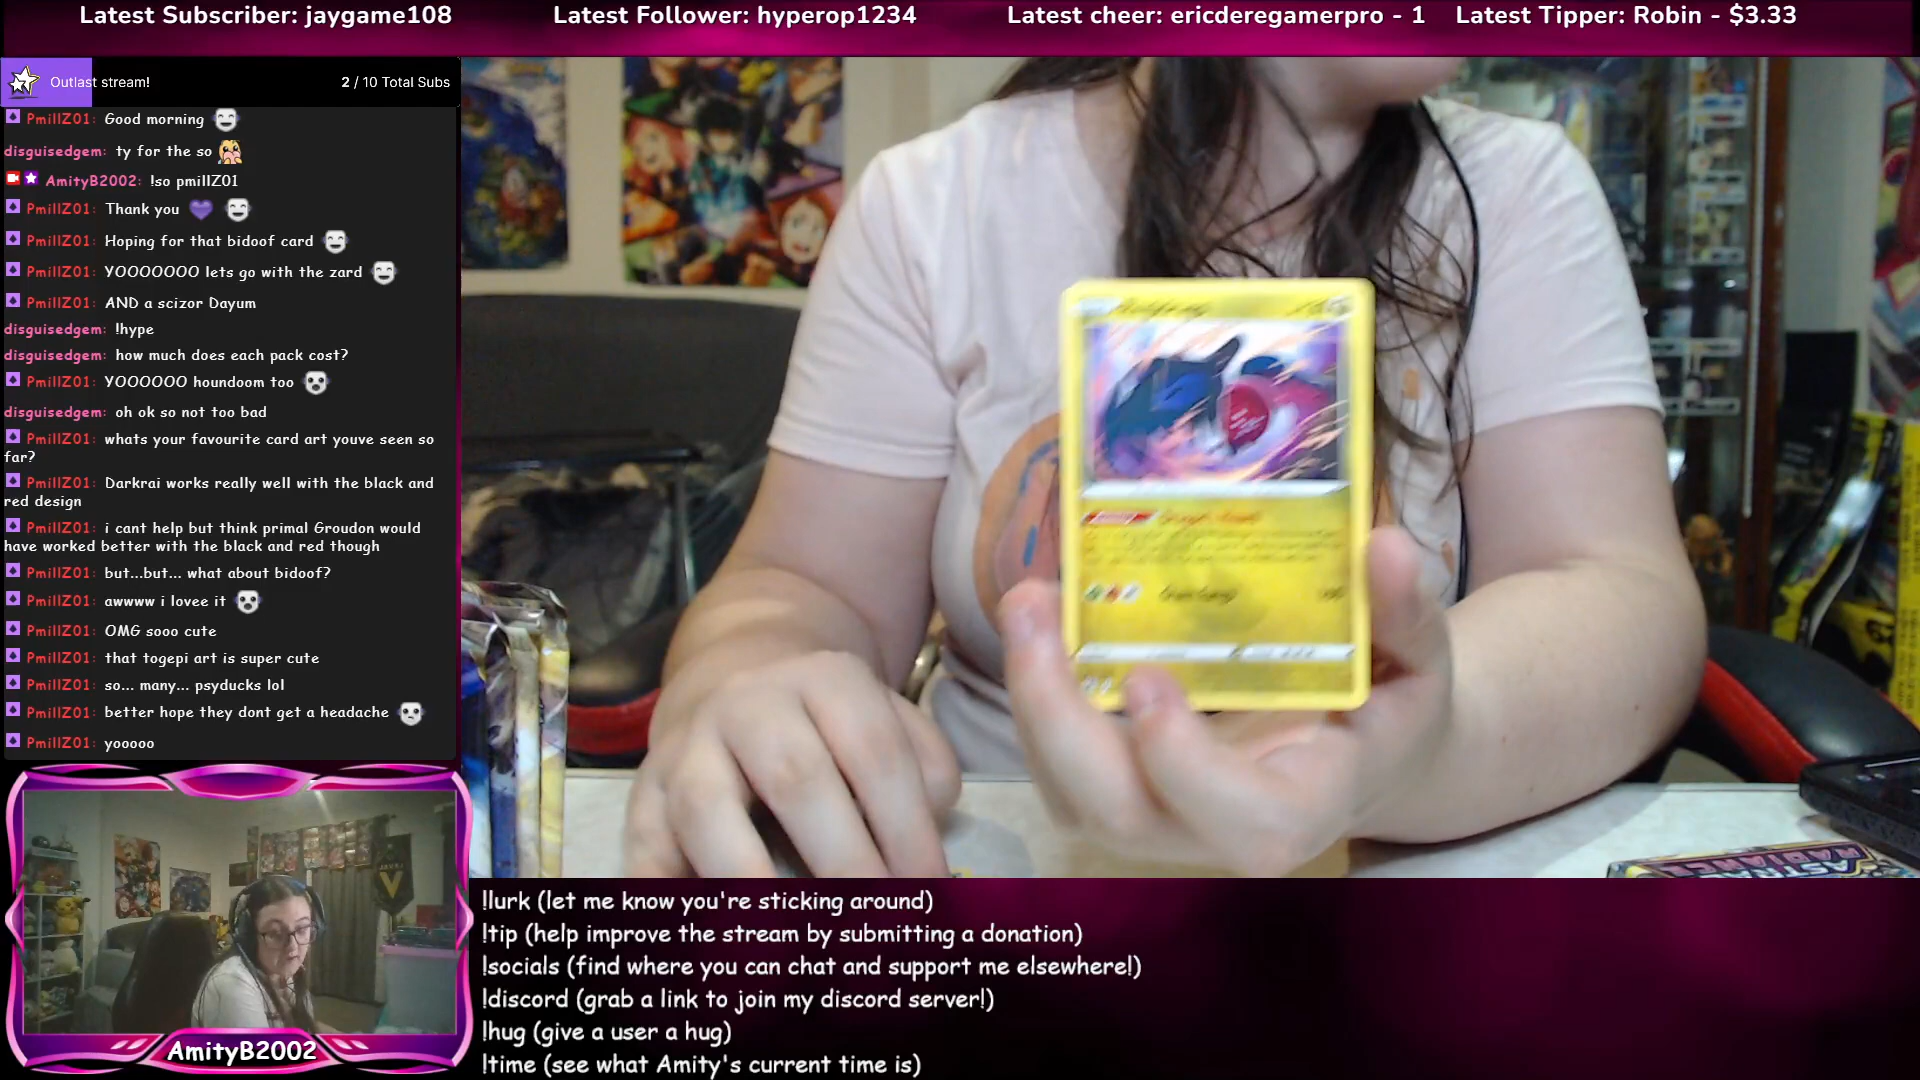 Latest Subscriber: jaygame108
Latest Follower: hyperop1234
Latest cheer: ericderegamerpro - 1
Latest Tipper: Robin - $3.33
Outlast stream!
2 / 10 Total Subs
PmillZ01: Good morning
disguisedgem: ty for the so
AmityB2002: !so pmillZ01
PmillZ01: Thank you
PmillZ01: Hoping for that bidoof card
PmillZ01: YOOOOOOO lets go with the zard
PmillZ01: AND a scizor Dayum
disguisedgem: !hype
disguisedgem: how much does each pack cost?
PmillZ01: YOOOOOO houndoom too
disguisedgem: oh ok so not too bad
PmillZ01: whats your favourite card art youve seen so
far?
PmillZ01: Darkrai works really well with the black and
red design
PmillZ01: i cant help but think primal Groudon would
have worked better with the black and red though
PmillZ01: but...but... what about bidoof?
PmillZ01: awwww i lovee it
PmillZ01: OMG sooo cute
PmillZ01: that togepi art is super cute
PmillZ01: so... many... psyducks lol
PmillZ01: better hope they dont get a headache
PmillZ01: yooooo
AmityB2002
!lurk (let me know you're sticking around)
!tip (help improve the stream by submitting a donation)
!socials (find where you can chat and support me elsewhere!)
!discord (grab a link to join my discord server!)
!hug (give a user a hug)
!time (see what Amity's current time is)